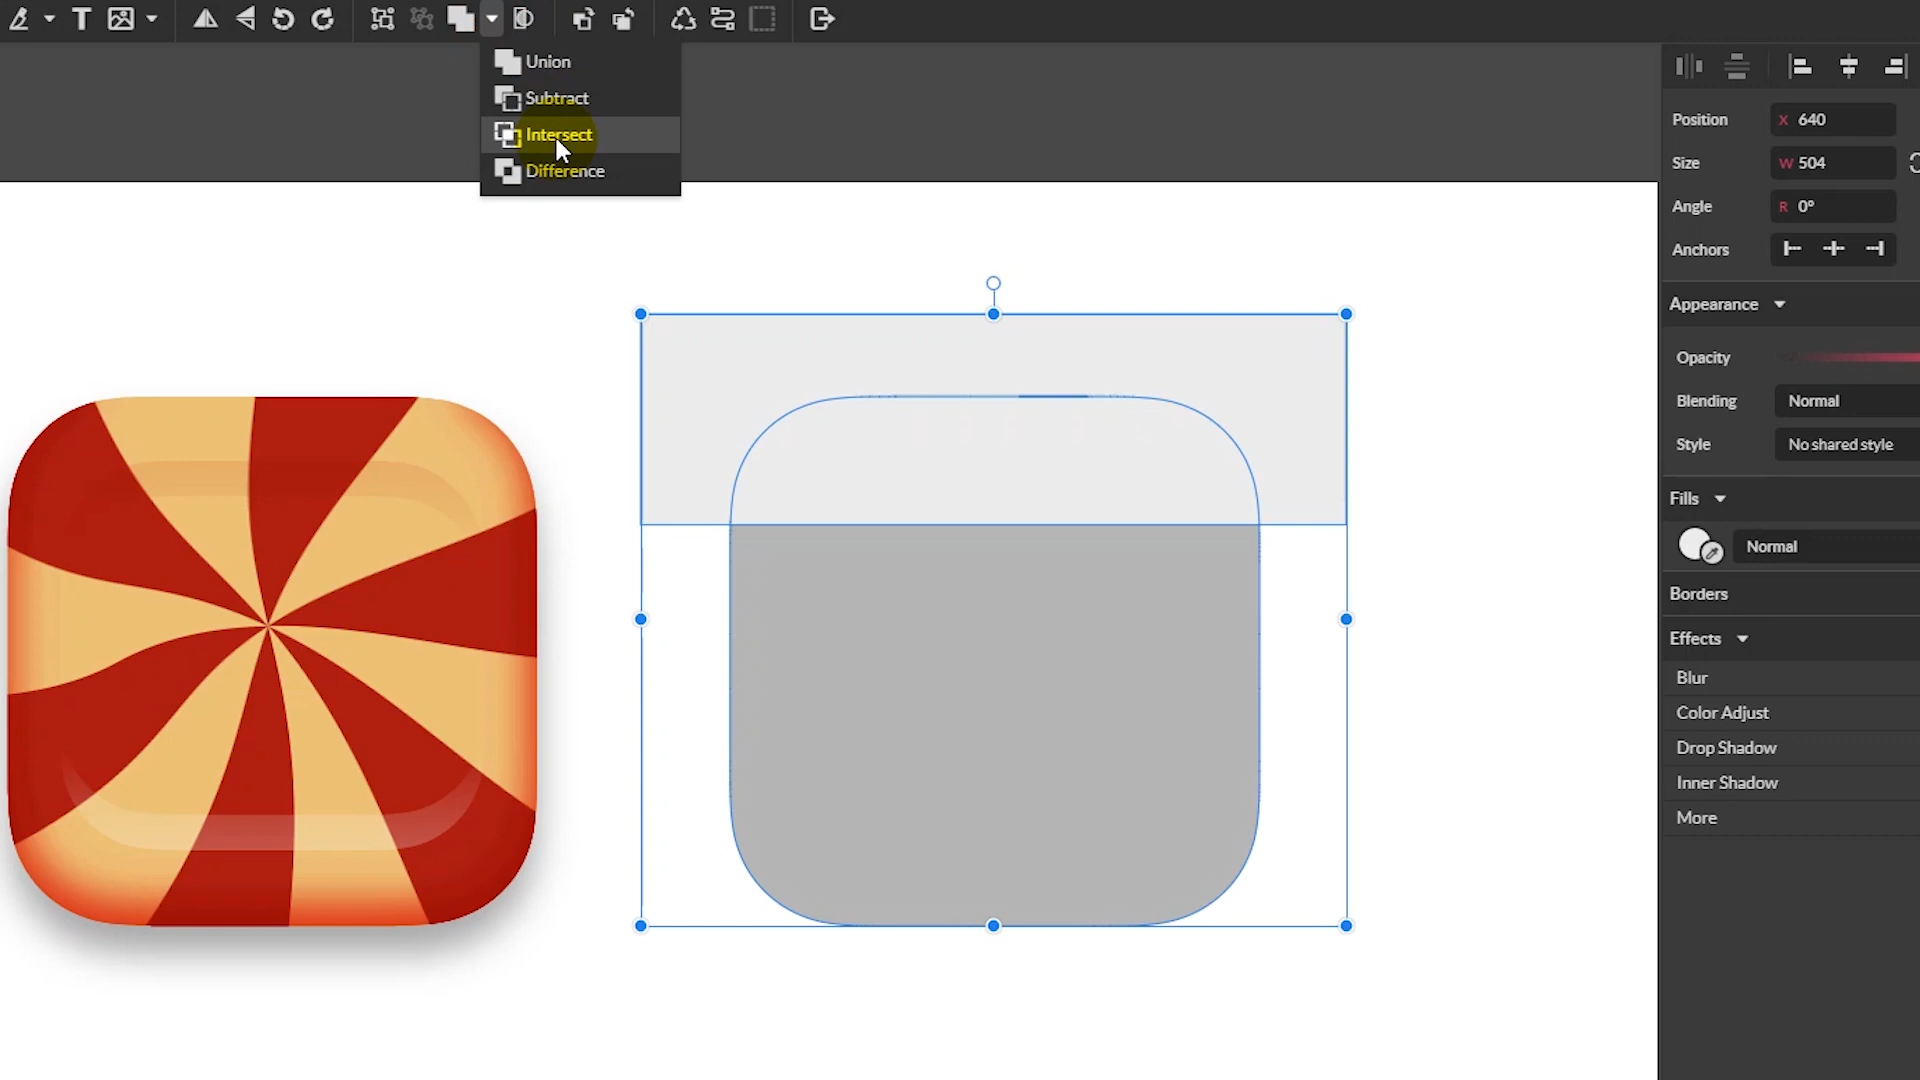 Union
Subtract
Intersect
Difference
Position X 640
Size W 504
Angle R 0°
Anchors
Appearance
Opacity
Blending Normal
Style No shared style
Fills
Normal
Borders
Effects
Blur
Color Adjust
Drop Shadow
Inner Shadow
More